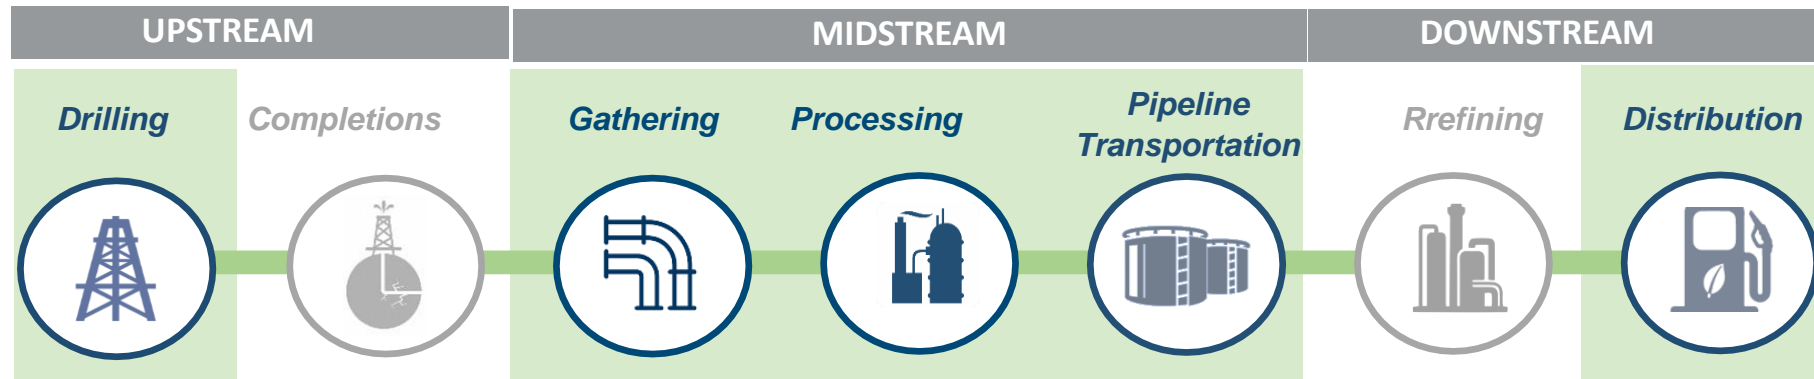 UPSTREAM
MIDSTREAM
DOWNSTREAM
Drilling
Completions
Gathering
Processing
Pipeline
Transportation
Rrefining
Distribution